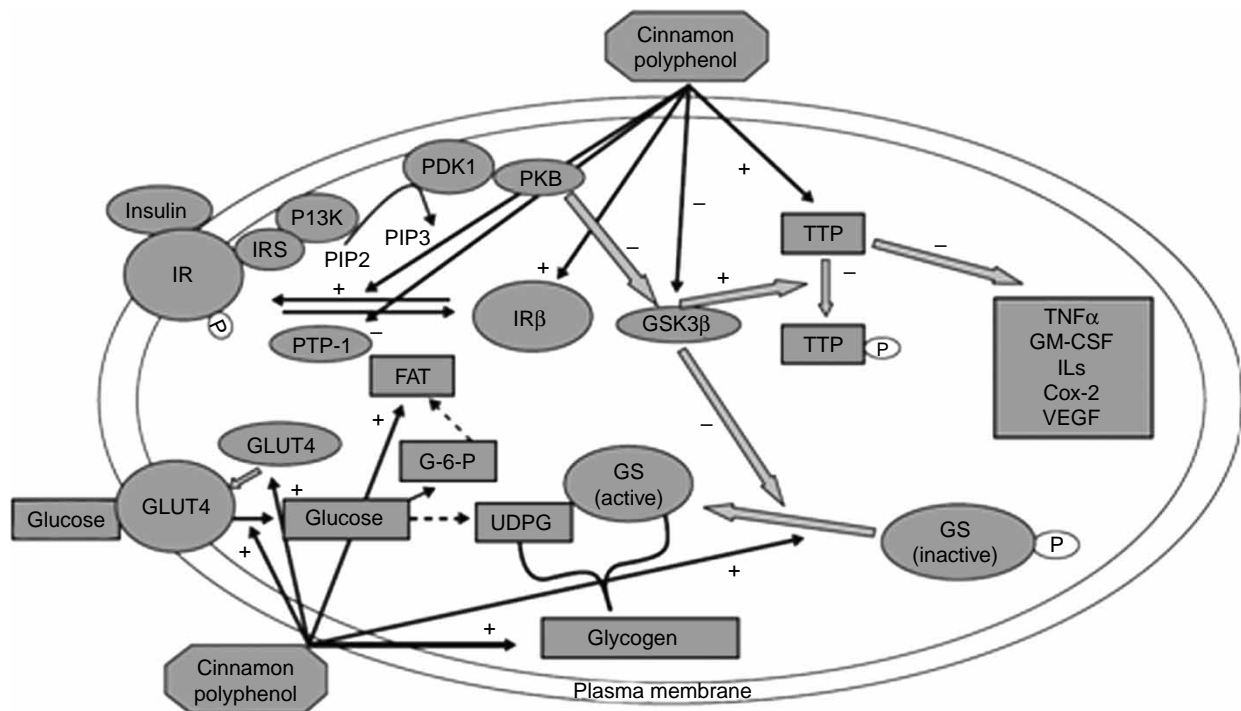 Cinnamon
polyphenol
PDK1
PKB
+
Insulin
P13K
–
TTP
IRS
PIP3
–
–
IR
PIP2
+
+
+
–
P
IRβ
GSK3β
TNFα
GM-CSF
ILs
Cox-2
VEGF
PTP-1
–
TTP
P
FAT
+
–
GLUT4
G-6-P
GS
(active)
+
Glucose
GLUT4
Glucose
UDPG
GS
(inactive)
P
+
+
+
Glycogen
Cinnamon
polyphenol
Plasma membrane